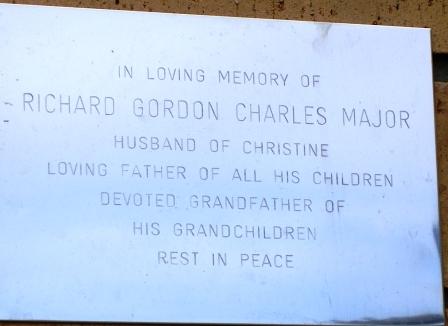 IN LOVING MEMORY OF
RICHARD GORDON CHARLES MAJOR
HUSBAND OF CHRISTINE
LOVING FATHER OF ALL HIS CHILDREN
DEVOTED GRANDFATHER OF
HIS GRANDCHILDREN
REST IN PEACE